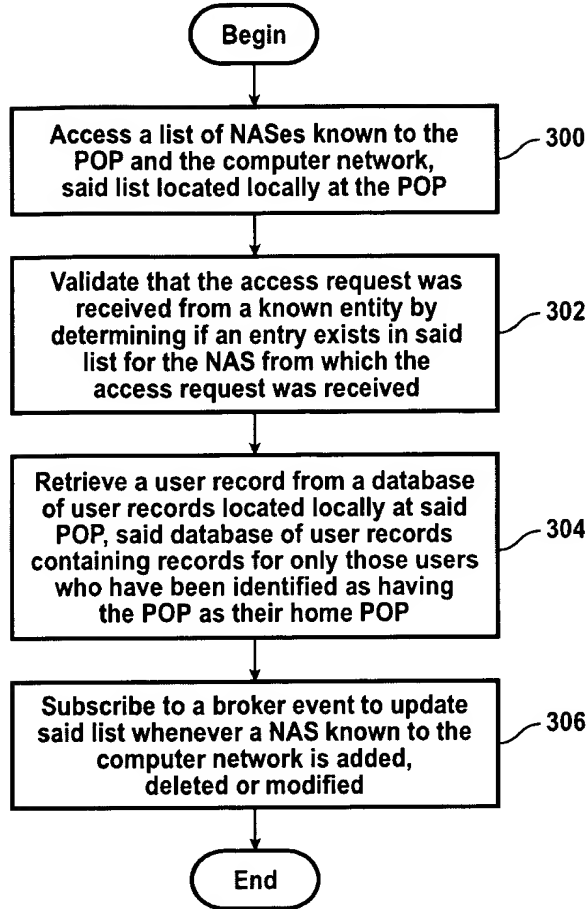 Begin
Access a list of NASes known to the
POP and the computer network,
said list located locally at the POP
300
Validate that the access request was
received from a known entity by
determining if an entry exists in said
list for the NAS from which the
access request was received
302
Retrieve a user record from a database
of user records located locally at said
POP, said database of user records
containing records for only those users
who have been identified as having
the POP as their home POP
304
Subscribe to a broker event to update
said list whenever a NAS known to the
computer network is added,
deleted or modified
306
End